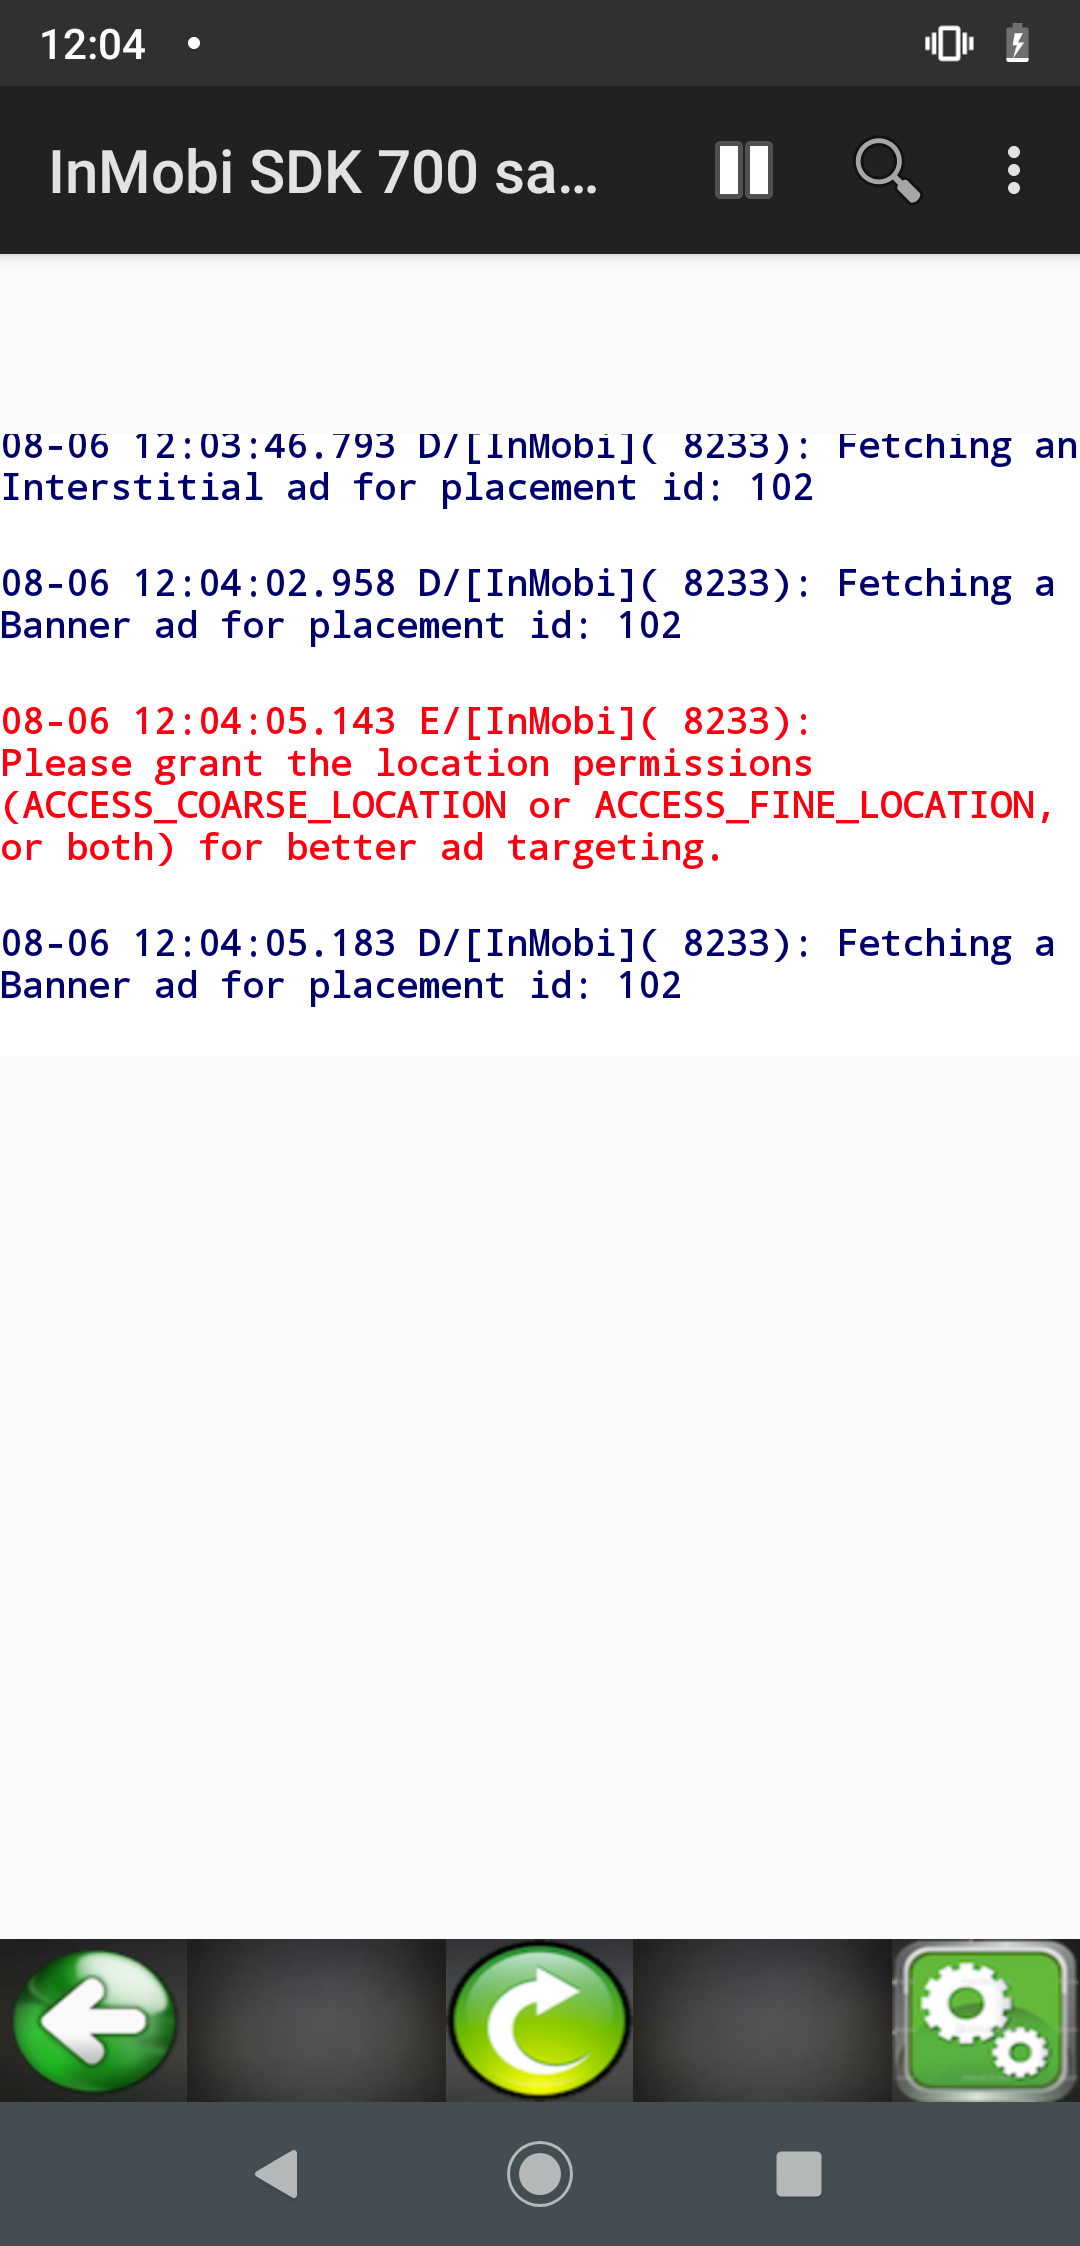 12:04
InMobi SDK 700 sa...
08-06 12:03:46.793 D/[InMobi]( 8233): Fetching an
Interstitial ad for placement id: 102
08-06 12:04:02.958 D/[InMobi]( 8233): Fetching a
Banner ad for placement id: 102
08-06 12:04:05.143 E/[InMobi]( 8233):
Please grant the location permissions
(ACCESS_COARSE_LOCATION or ACCESS_FINE_LOCATION,
or both) for better ad targeting.
08-06 12:04:05.183 D/[InMobi]( 8233): Fetching a
Banner ad for placement id: 102